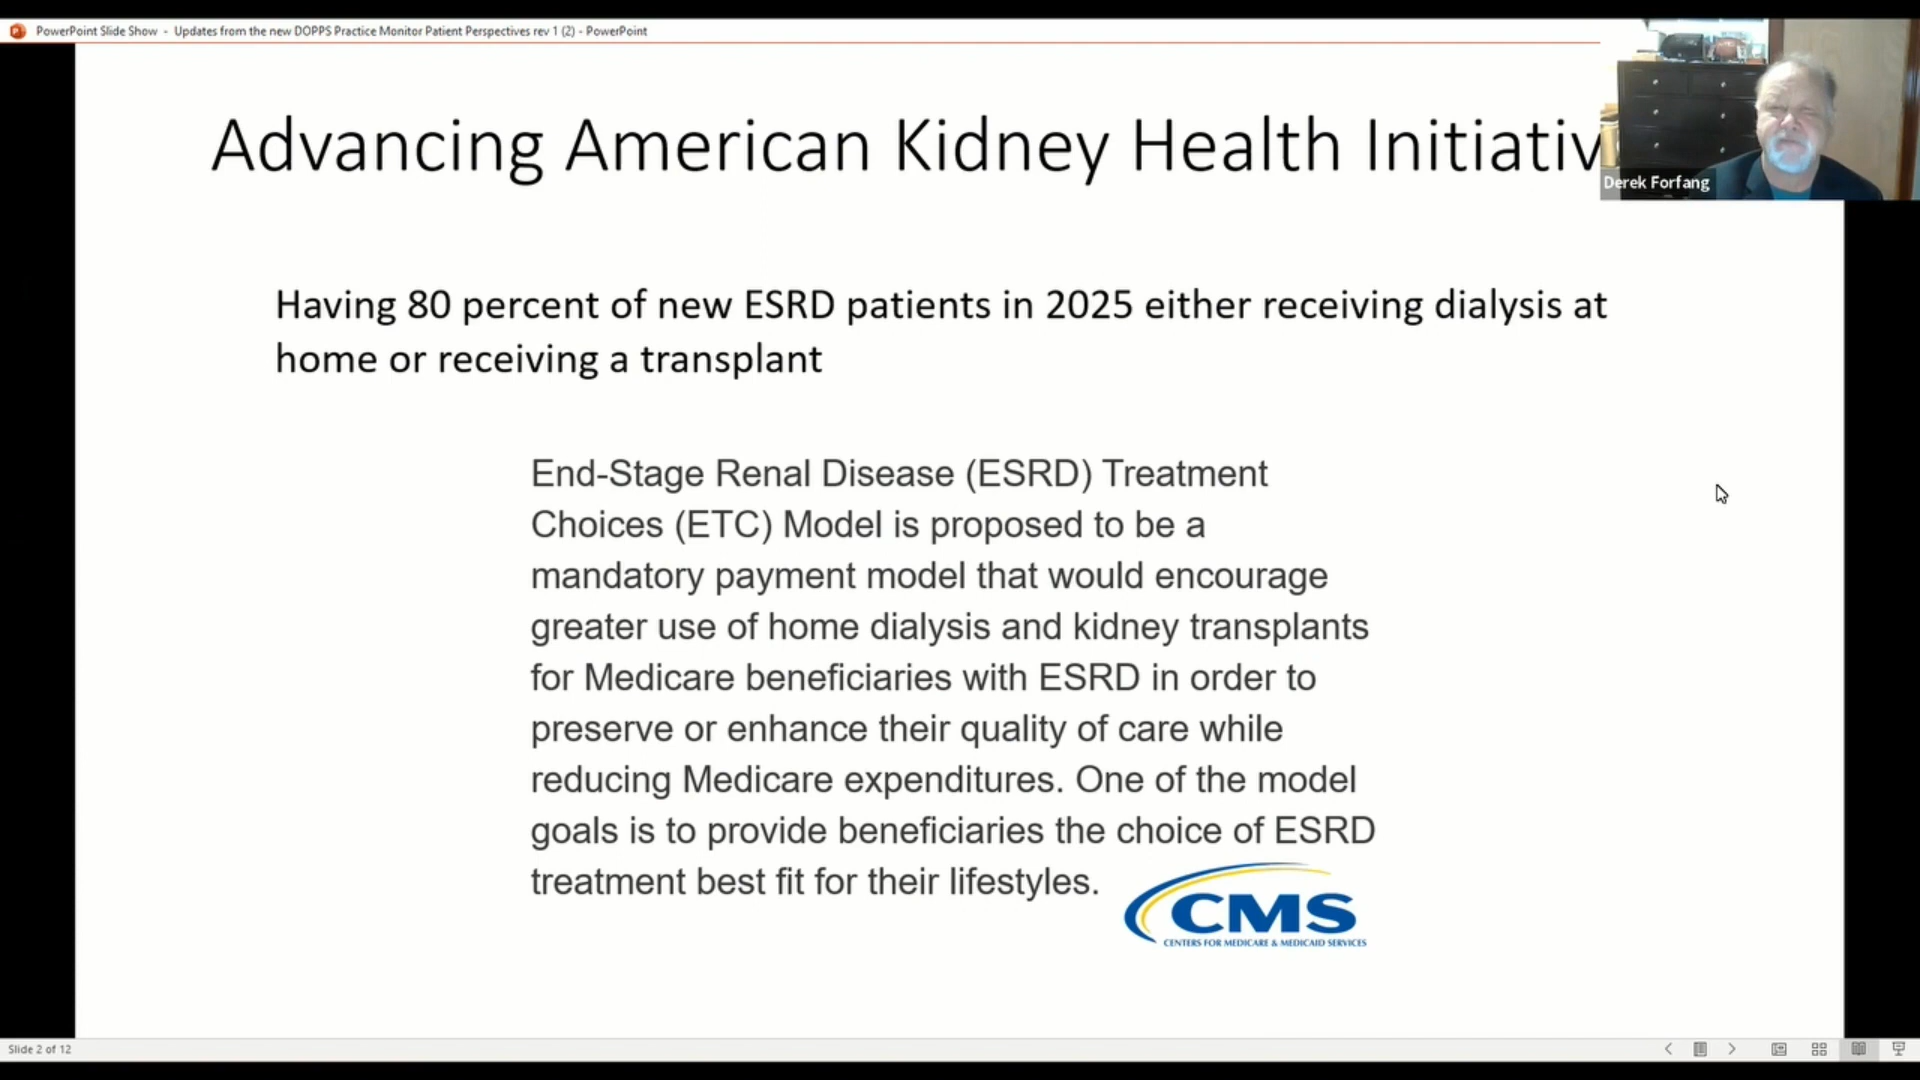 PowerPoint Slide Show - Updates from the new DOPPS Practice Monitor Patient Perspectives rev 1 (2) - PowerPoint
Advancing American Kidney Health Initiativ
Derek Forfang
Having 80 percent of new ESRD patients in 2025 either receiving dialysis at
home or receiving a transplant
End-Stage Renal Disease (ESRD) Treatment
Choices (ETC) Model is proposed to be a
mandatory payment model that would encourage
greater use of home dialysis and kidney transplants
for Medicare beneficiaries with ESRD in order to
preserve or enhance their quality of care while
reducing Medicare expenditures. One of the model
goals is to provide beneficiaries the choice of ESRD
treatment best fit for their lifestyles.
CMS
CENTERS FOR MEDICARE & MEDICAID SERVICES
Slide 2 of 12